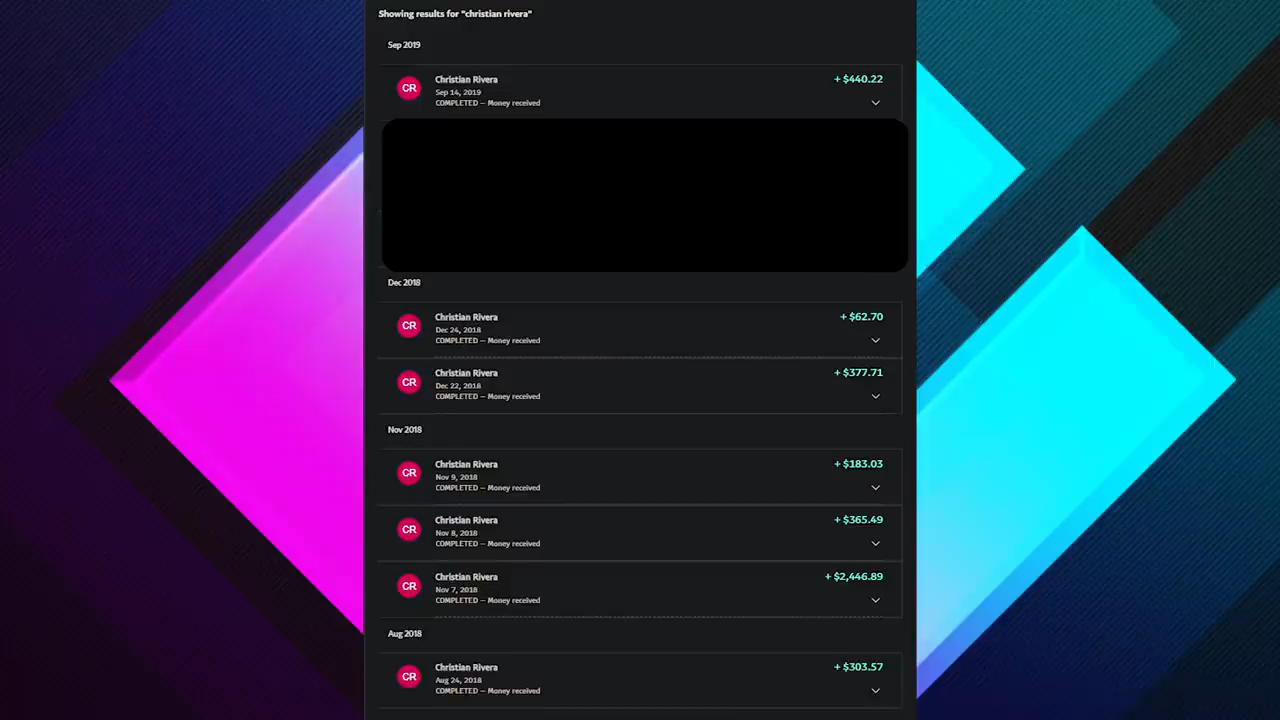 Showing results for "christian rivera"
Sep 2019
CR
Christian Rivera
+ $440.22
Sep 14, 2019
COMPLETED — Money received
Dec 2018
CR
Christian Rivera
+ $62.70
Dec 24, 2018
COMPLETED — Money received
CR
Christian Rivera
+ $377.71
Dec 22, 2018
COMPLETED — Money received
Nov 2018
CR
Christian Rivera
+ $183.03
Nov 9, 2018
COMPLETED — Money received
CR
Christian Rivera
+ $365.49
Nov 8, 2018
COMPLETED — Money received
CR
Christian Rivera
+ $2,446.89
Nov 7, 2018
COMPLETED — Money received
Aug 2018
CR
Christian Rivera
+ $303.57
Aug 24, 2018
COMPLETED — Money received